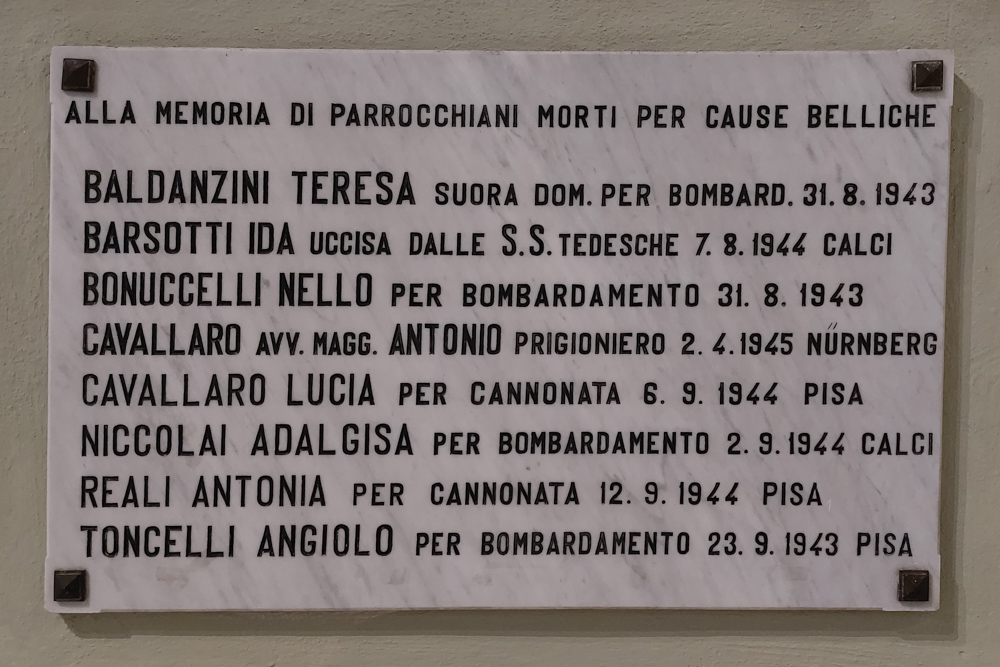 ALLA MEMORIA DI PARROCCHIANI MORTI PER CAUSE BELLICHE
BALDANZINI TERESA SUORA DOM. PER BOMBARD. 31. 8. 1943
BARSOTTI IDA UCCISA DALLE S.S. TEDESCHE 7. 8. 1944 CALCI
BONUCCELLI NELLO PER BOMBARDAMENTO 31. 8. 1943
CAVALLARO AVV. MAGG. ANTONIO PRIGIONIERO 2. 4. 1945 NŰRNBERG
CAVALLARO LUCIA PER CANNONATA 6. 9. 1944 PISA
NICCOLAI ADALGISA PER BOMBARDAMENTO 2. 9. 1944 CALCI
REALI ANTONIA PER CANNONATA 12. 9. 1944 PISA
TONCELLI ANGIOLO PER BOMBARDAMENTO 23. 9. 1943 PISA